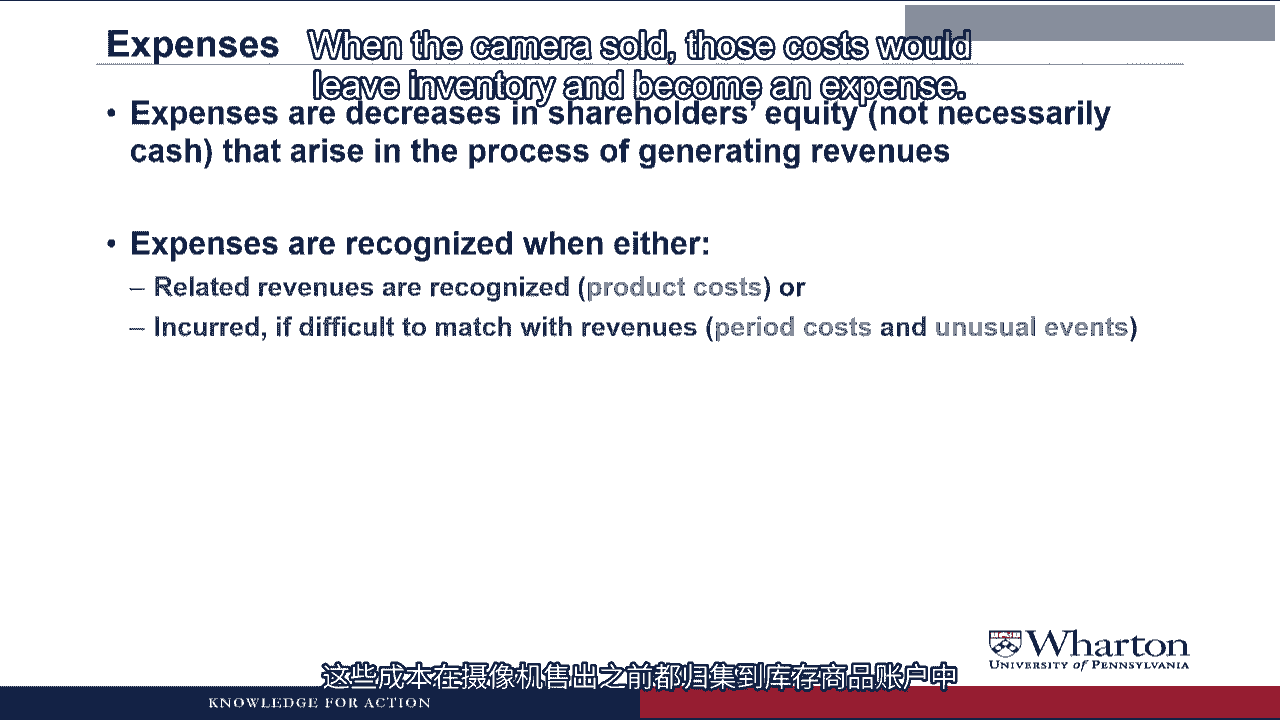 Expenses
When the camera sold, those costs would
leave inventory and become an expense.
• Expenses are decreases in shareholders' equity (not necessarily
cash) that arise in the process of generating revenues
• Expenses are recognized when either:
– Related revenues are recognized (product costs) or
– Incurred, if difficult to match with revenues (period costs and unusual events)
Wharton
UNIVERSITY of PENNSYLVANIA
这些成本在摄像机售出之前都归集到库存商品账户中
KNOWLEDGE FOR ACTION